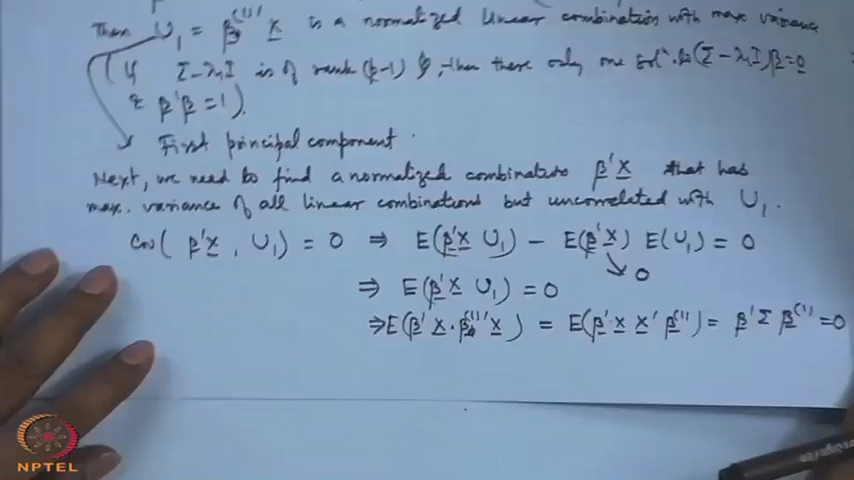 Then U₁ = β⁽¹⁾' X is a normalized linear combination with max variance
(If Σ - λ₁I is of rank (p-1), then there only one solⁿ. to (Σ - λ₁I)β = 0
& β'β = 1).
First principal component.
Next, we need to find a normalized combinations β'X that has
max. variance of all linear combinations but uncorrelated with U₁.
Cov( β'X , U₁) = 0 ⇒ E(β'X U₁) - E(β'X) E(U₁) = 0
↘ 0
⇒ E(β'X U₁) = 0
⇒ E(β' X · β⁽¹⁾' X) = E(β' X X' β⁽¹⁾) = β' Σ β⁽¹⁾ = 0
NPTEL